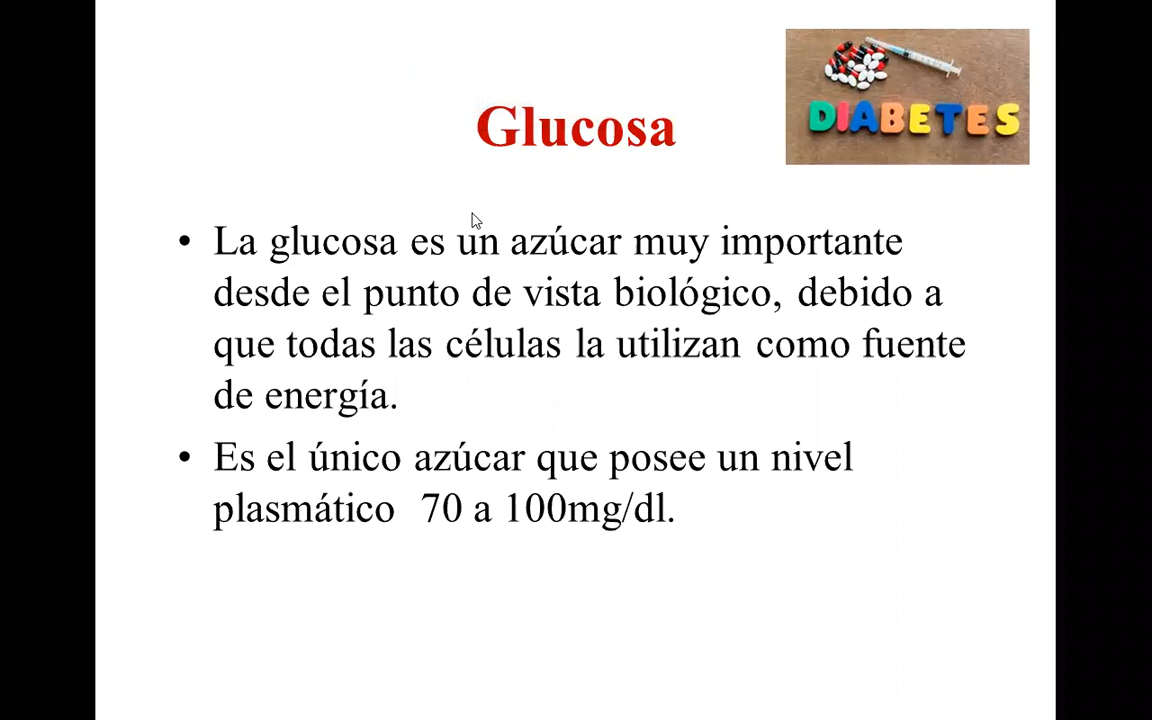 DIABETES
Glucosa
• La glucosa es un azúcar muy importante
desde el punto de vista biológico, debido a
que todas las células la utilizan como fuente
de energía.
• Es el único azúcar que posee un nivel
plasmático 70 a 100mg/dl.